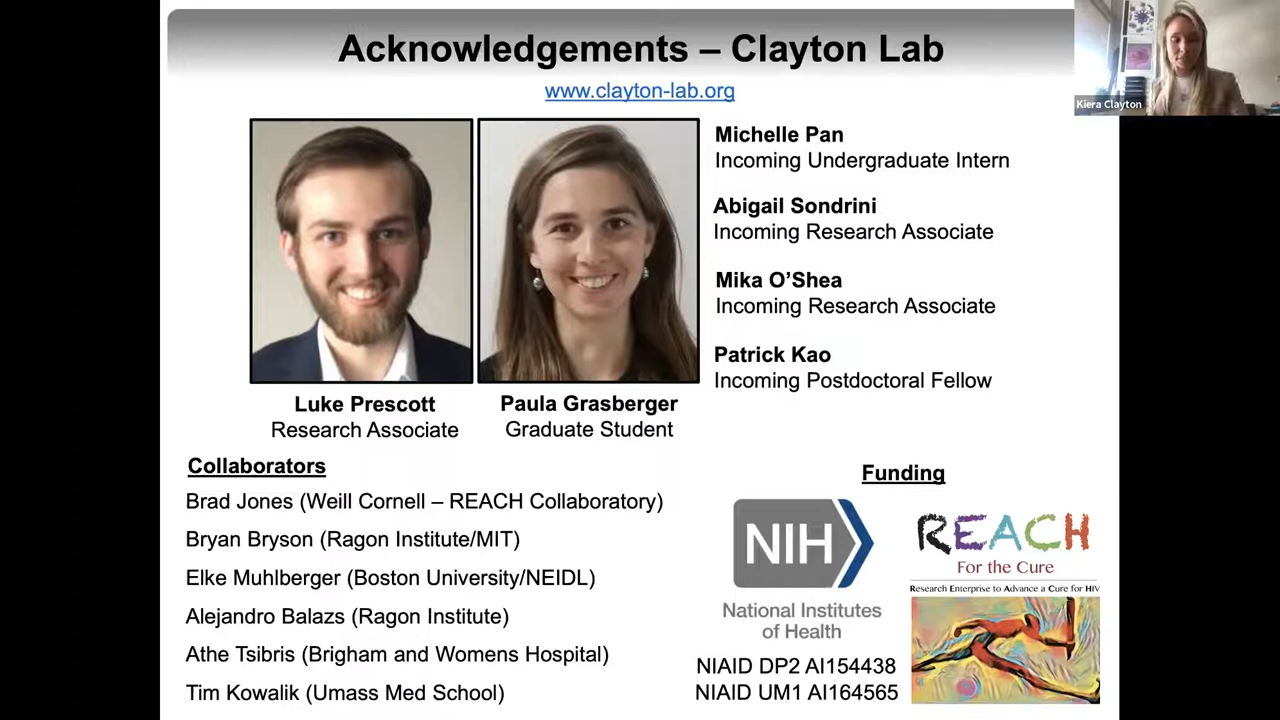 Acknowledgements – Clayton Lab
www.clayton-lab.org
Kiera Clayton
Michelle Pan
Incoming Undergraduate Intern
Abigail Sondrini
Incoming Research Associate
Mika O’Shea
Incoming Research Associate
Patrick Kao
Incoming Postdoctoral Fellow
Luke Prescott
Research Associate
Paula Grasberger
Graduate Student
Collaborators
Brad Jones (Weill Cornell – REACH Collaboratory)
Bryan Bryson (Ragon Institute/MIT)
Elke Muhlberger (Boston University/NEIDL)
Alejandro Balazs (Ragon Institute)
Athe Tsibris (Brigham and Womens Hospital)
Tim Kowalik (Umass Med School)
Funding
NIH
National Institutes
of Health
NIAID DP2 AI154438
NIAID UM1 AI164565
REACH
For the Cure
Research Enterprise to Advance a Cure for HIV